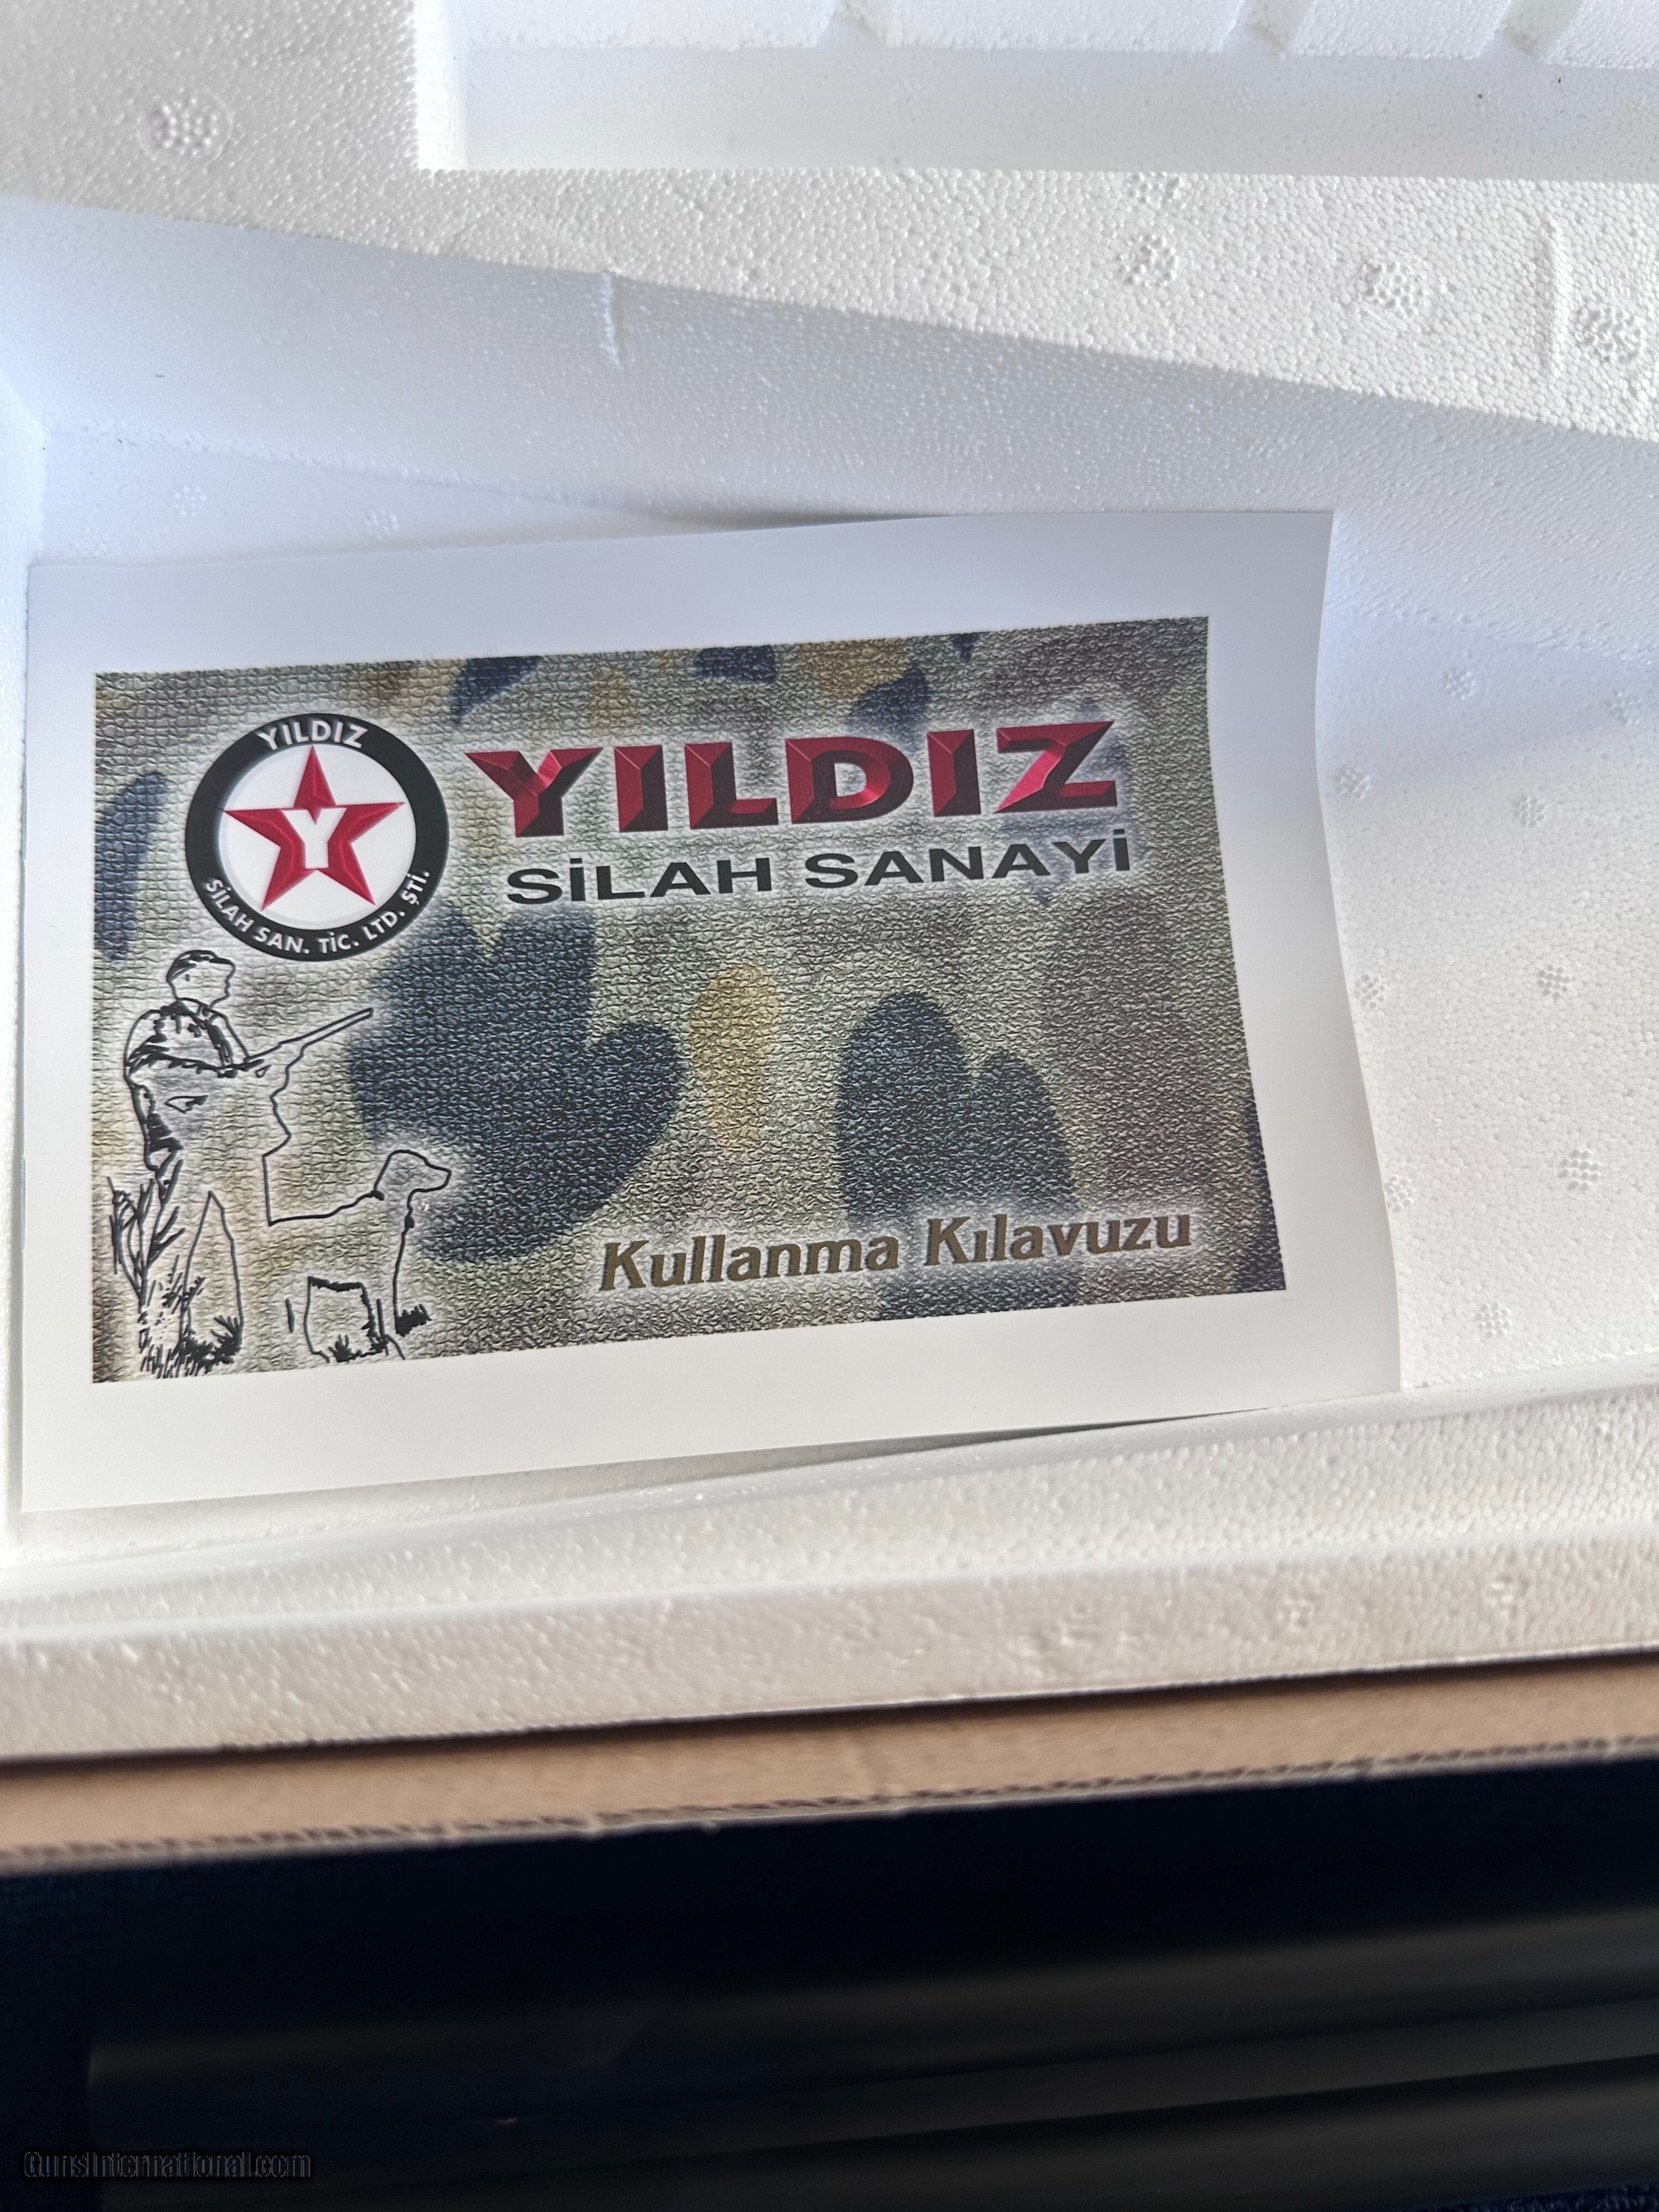 YILDIZ
Y
SİLAH SAN. TİC. LTD. ŞTİ.
YILDIZ
SİLAH SANAYİ
Kullanma Kılavuzu
GunsInternational.com